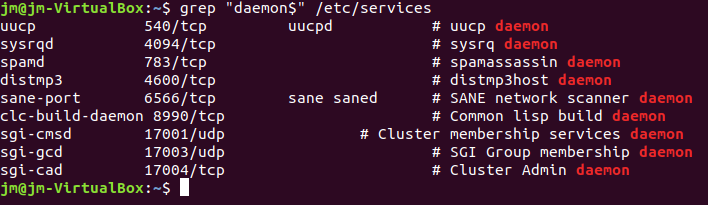 jm@jm-VirtualBox:~$ grep "daemon$" /etc/services
uucp            540/tcp         uucpd           # uucp daemon
sysrqd          4094/tcp                        # sysrq daemon
spamd           783/tcp                         # spamassassin daemon
distmp3         4600/tcp                        # distmp3host daemon
sane-port       6566/tcp        sane saned      # SANE network scanner daemon
clc-build-daemon 8990/tcp                       # Common lisp build daemon
sgi-cmsd        17001/udp               # Cluster membership services daemon
sgi-gcd         17003/udp                       # SGI Group membership daemon
sgi-cad         17004/tcp                       # Cluster Admin daemon
jm@jm-VirtualBox:~$